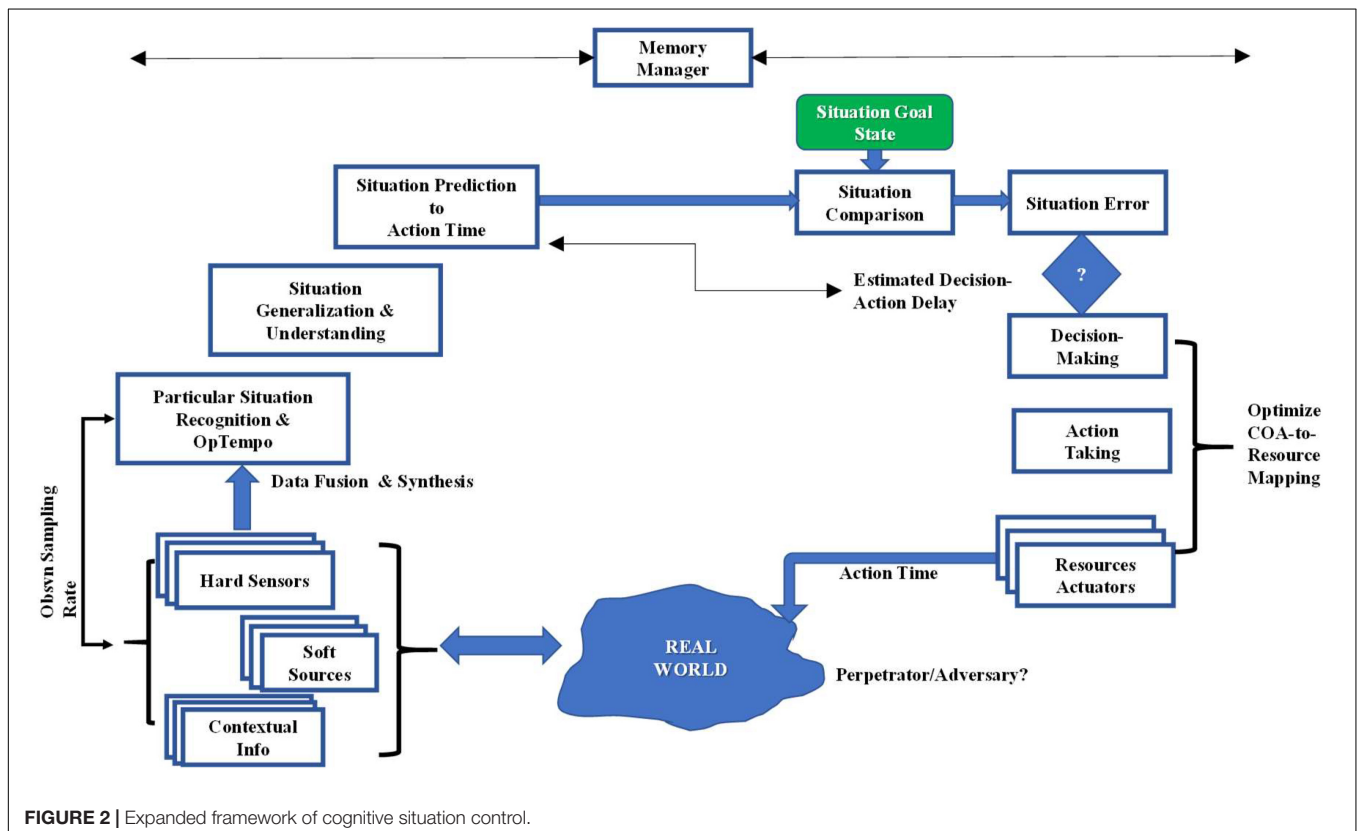 Memory
Manager
Situation Goal
State
Situation Prediction
to
Action Time
Situation
Comparison
Situation Error
?
Estimated Decision-
Action Delay
Situation
Generalization &
Understanding
Decision-
Making
Particular Situation
Recognition &
OpTempo
Action
Taking
Optimize
COA-to-
Resource
Mapping
Data Fusion & Synthesis
Obsvn Sampling
Rate
Hard Sensors
Soft
Sources
Contextual
Info
REAL
WORLD
Action Time
Resources
Actuators
Perpetrator/Adversary?
FIGURE 2 | Expanded framework of cognitive situation control.